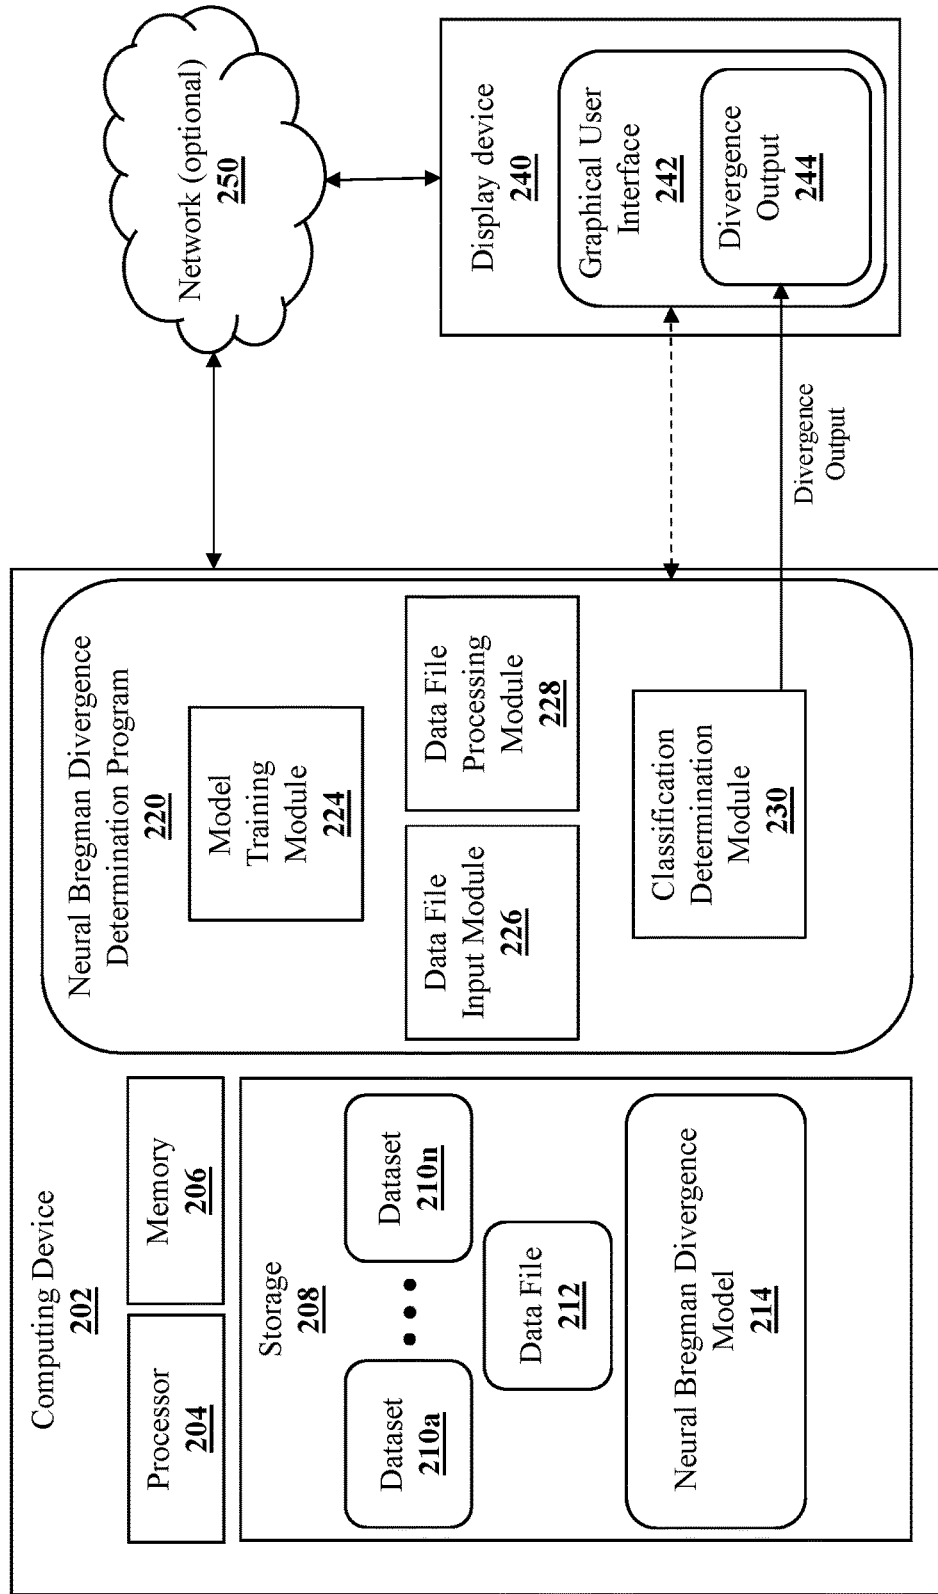 Computing Device
202
Processor
204
Memory
206
Storage
208
Dataset
210a
Dataset
210n
Data File
212
Neural Bregman Divergence
Model
214
Neural Bregman Divergence
Determination Program
220
Model
Training
Module
224
Data File
Input Module
226
Data File
Processing
Module
228
Classification
Determination
Module
230
Divergence
Output
Network (optional)
250
Display device
240
Graphical User
Interface
242
Divergence
Output
244